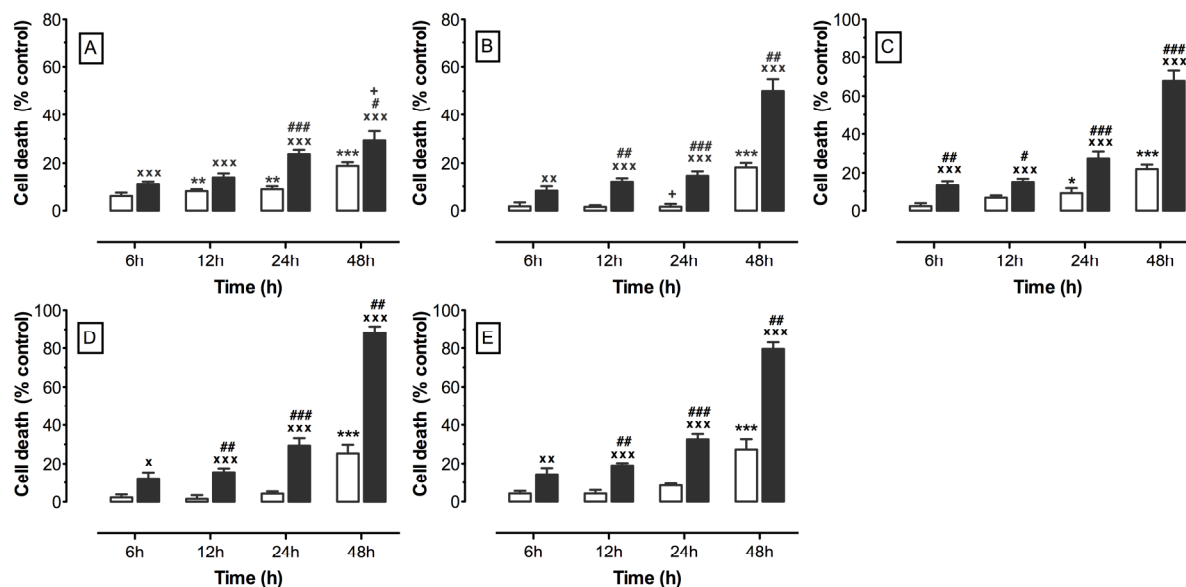 A
Cell death (% control)
80
60
40
20
0
xxx
** xxx
** ### xxx
*** + # xxx
6h 12h 24h 48h
Time (h)
B
Cell death (% control)
80
60
40
20
0
xx
## xxx
+ ### xxx
*** ## xxx
6h 12h 24h 48h
Time (h)
C
Cell death (% control)
100
80
60
40
20
0
## xxx
# xxx
* ### xxx
*** ### xxx
6h 12h 24h 48h
Time (h)
D
Cell death (% control)
100
80
60
40
20
0
x
## xxx
### xxx
*** ## xxx
6h 12h 24h 48h
Time (h)
E
Cell death (% control)
100
80
60
40
20
0
xx
## xxx
### xxx
*** ## xxx
6h 12h 24h 48h
Time (h)